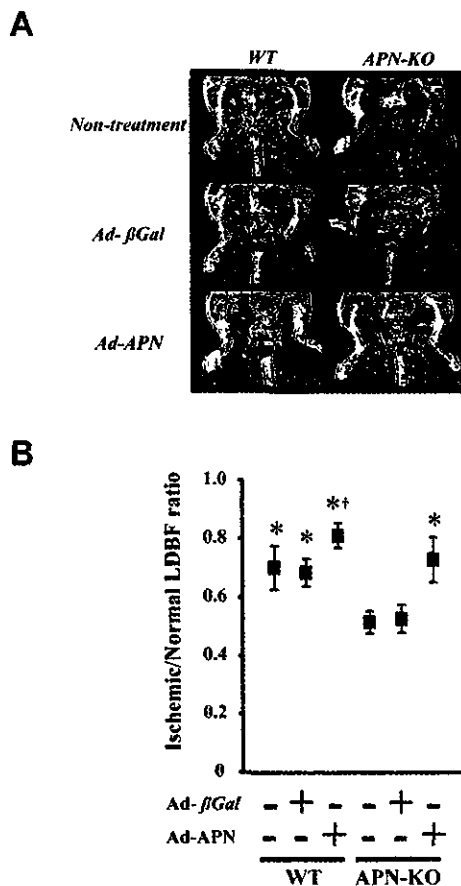 A
WT APN-KO
Non-treatment
Ad-βGal
Ad-APN
B
Ischemic/Normal LDBF ratio
1.0
0.8
0.6
0.4
0.2
0
* * *† *
Ad-βGal - + - - + -
Ad-APN - - + - - +
WT APN-KO